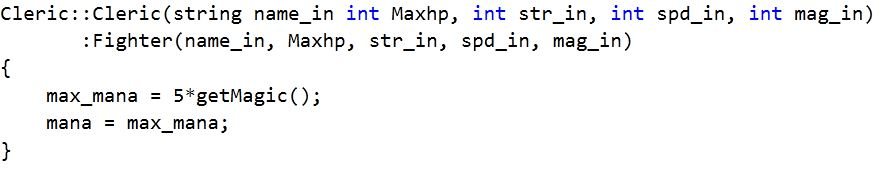 Cleric::Cleric(string name_in int Maxhp, int str_in, int spd_in, int mag_in)
:Fighter(name_in, Maxhp, str_in, spd_in, mag_in)
{
max_mana = 5*getMagic();
mana = max_mana;
}